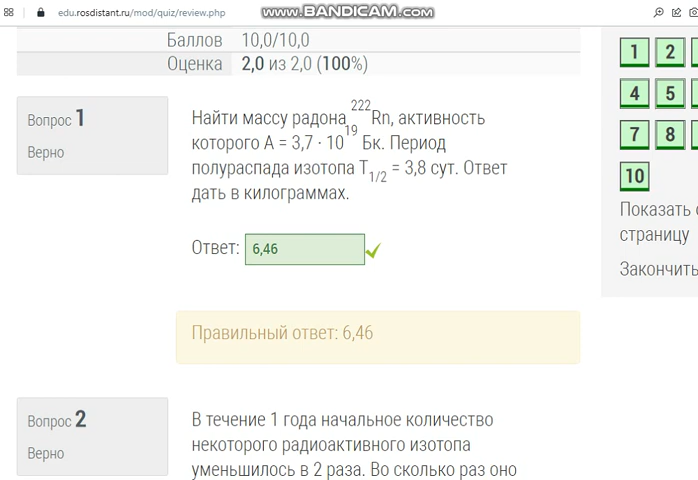 edu.rosdistant.ru/mod/quiz/review.php
www.BANDICAM.com
Баллов 10,0/10,0
Оценка 2,0 из 2,0 (100%)
1 2
4 5
7 8
10
Показать
страницу
Закончить
Вопрос 1
Верно
Найти массу радона ²²²Rn, активность
которого A = 3,7 · 10¹⁹ Бк. Период
полураспада изотопа T₁/₂ = 3,8 сут. Ответ
дать в килограммах.
Ответ: 6,46
Правильный ответ: 6,46
Вопрос 2
Верно
В течение 1 года начальное количество
некоторого радиоактивного изотопа
уменьшилось в 2 раза. Во сколько раз оно